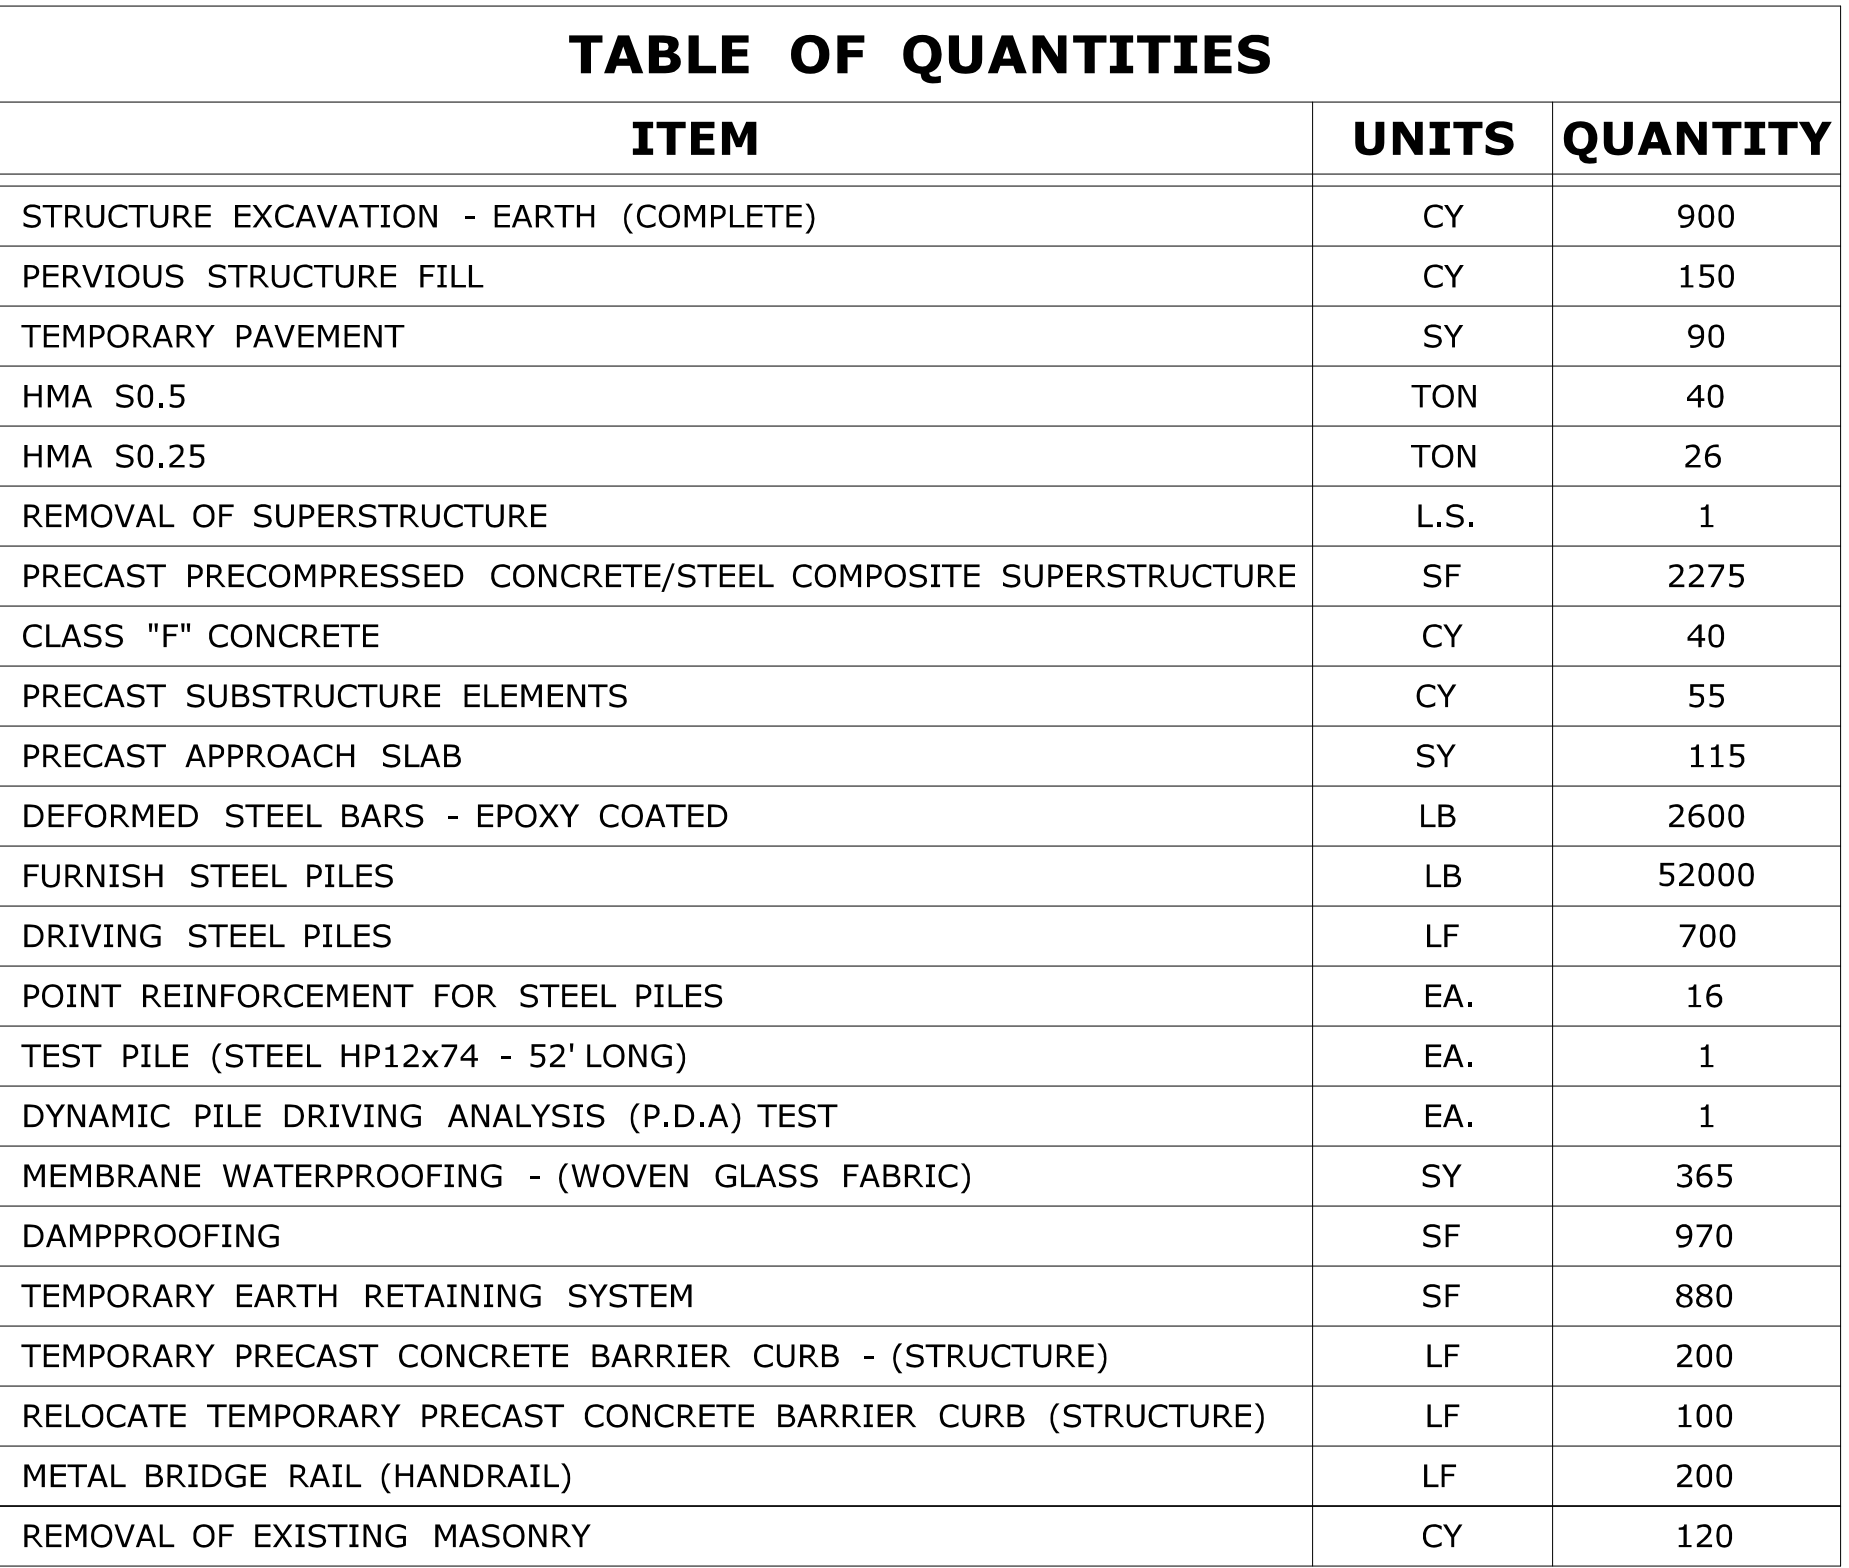 TABLE OF QUANTITIES
ITEM UNITS QUANTITY
STRUCTURE EXCAVATION - EARTH (COMPLETE) CY 900
PERVIOUS STRUCTURE FILL CY 150
TEMPORARY PAVEMENT SY 90
HMA S0.5 TON 40
HMA S0.25 TON 26
REMOVAL OF SUPERSTRUCTURE L.S. 1
PRECAST PRECOMPRESSED CONCRETE/STEEL COMPOSITE SUPERSTRUCTURE SF 2275
CLASS "F" CONCRETE CY 40
PRECAST SUBSTRUCTURE ELEMENTS CY 55
PRECAST APPROACH SLAB SY 115
DEFORMED STEEL BARS - EPOXY COATED LB 2600
FURNISH STEEL PILES LB 52000
DRIVING STEEL PILES LF 700
POINT REINFORCEMENT FOR STEEL PILES EA. 16
TEST PILE (STEEL HP12x74 - 52' LONG) EA. 1
DYNAMIC PILE DRIVING ANALYSIS (P.D.A) TEST EA. 1
MEMBRANE WATERPROOFING - (WOVEN GLASS FABRIC) SY 365
DAMPPROOFING SF 970
TEMPORARY EARTH RETAINING SYSTEM SF 880
TEMPORARY PRECAST CONCRETE BARRIER CURB - (STRUCTURE) LF 200
RELOCATE TEMPORARY PRECAST CONCRETE BARRIER CURB (STRUCTURE) LF 100
METAL BRIDGE RAIL (HANDRAIL) LF 200
REMOVAL OF EXISTING MASONRY CY 120